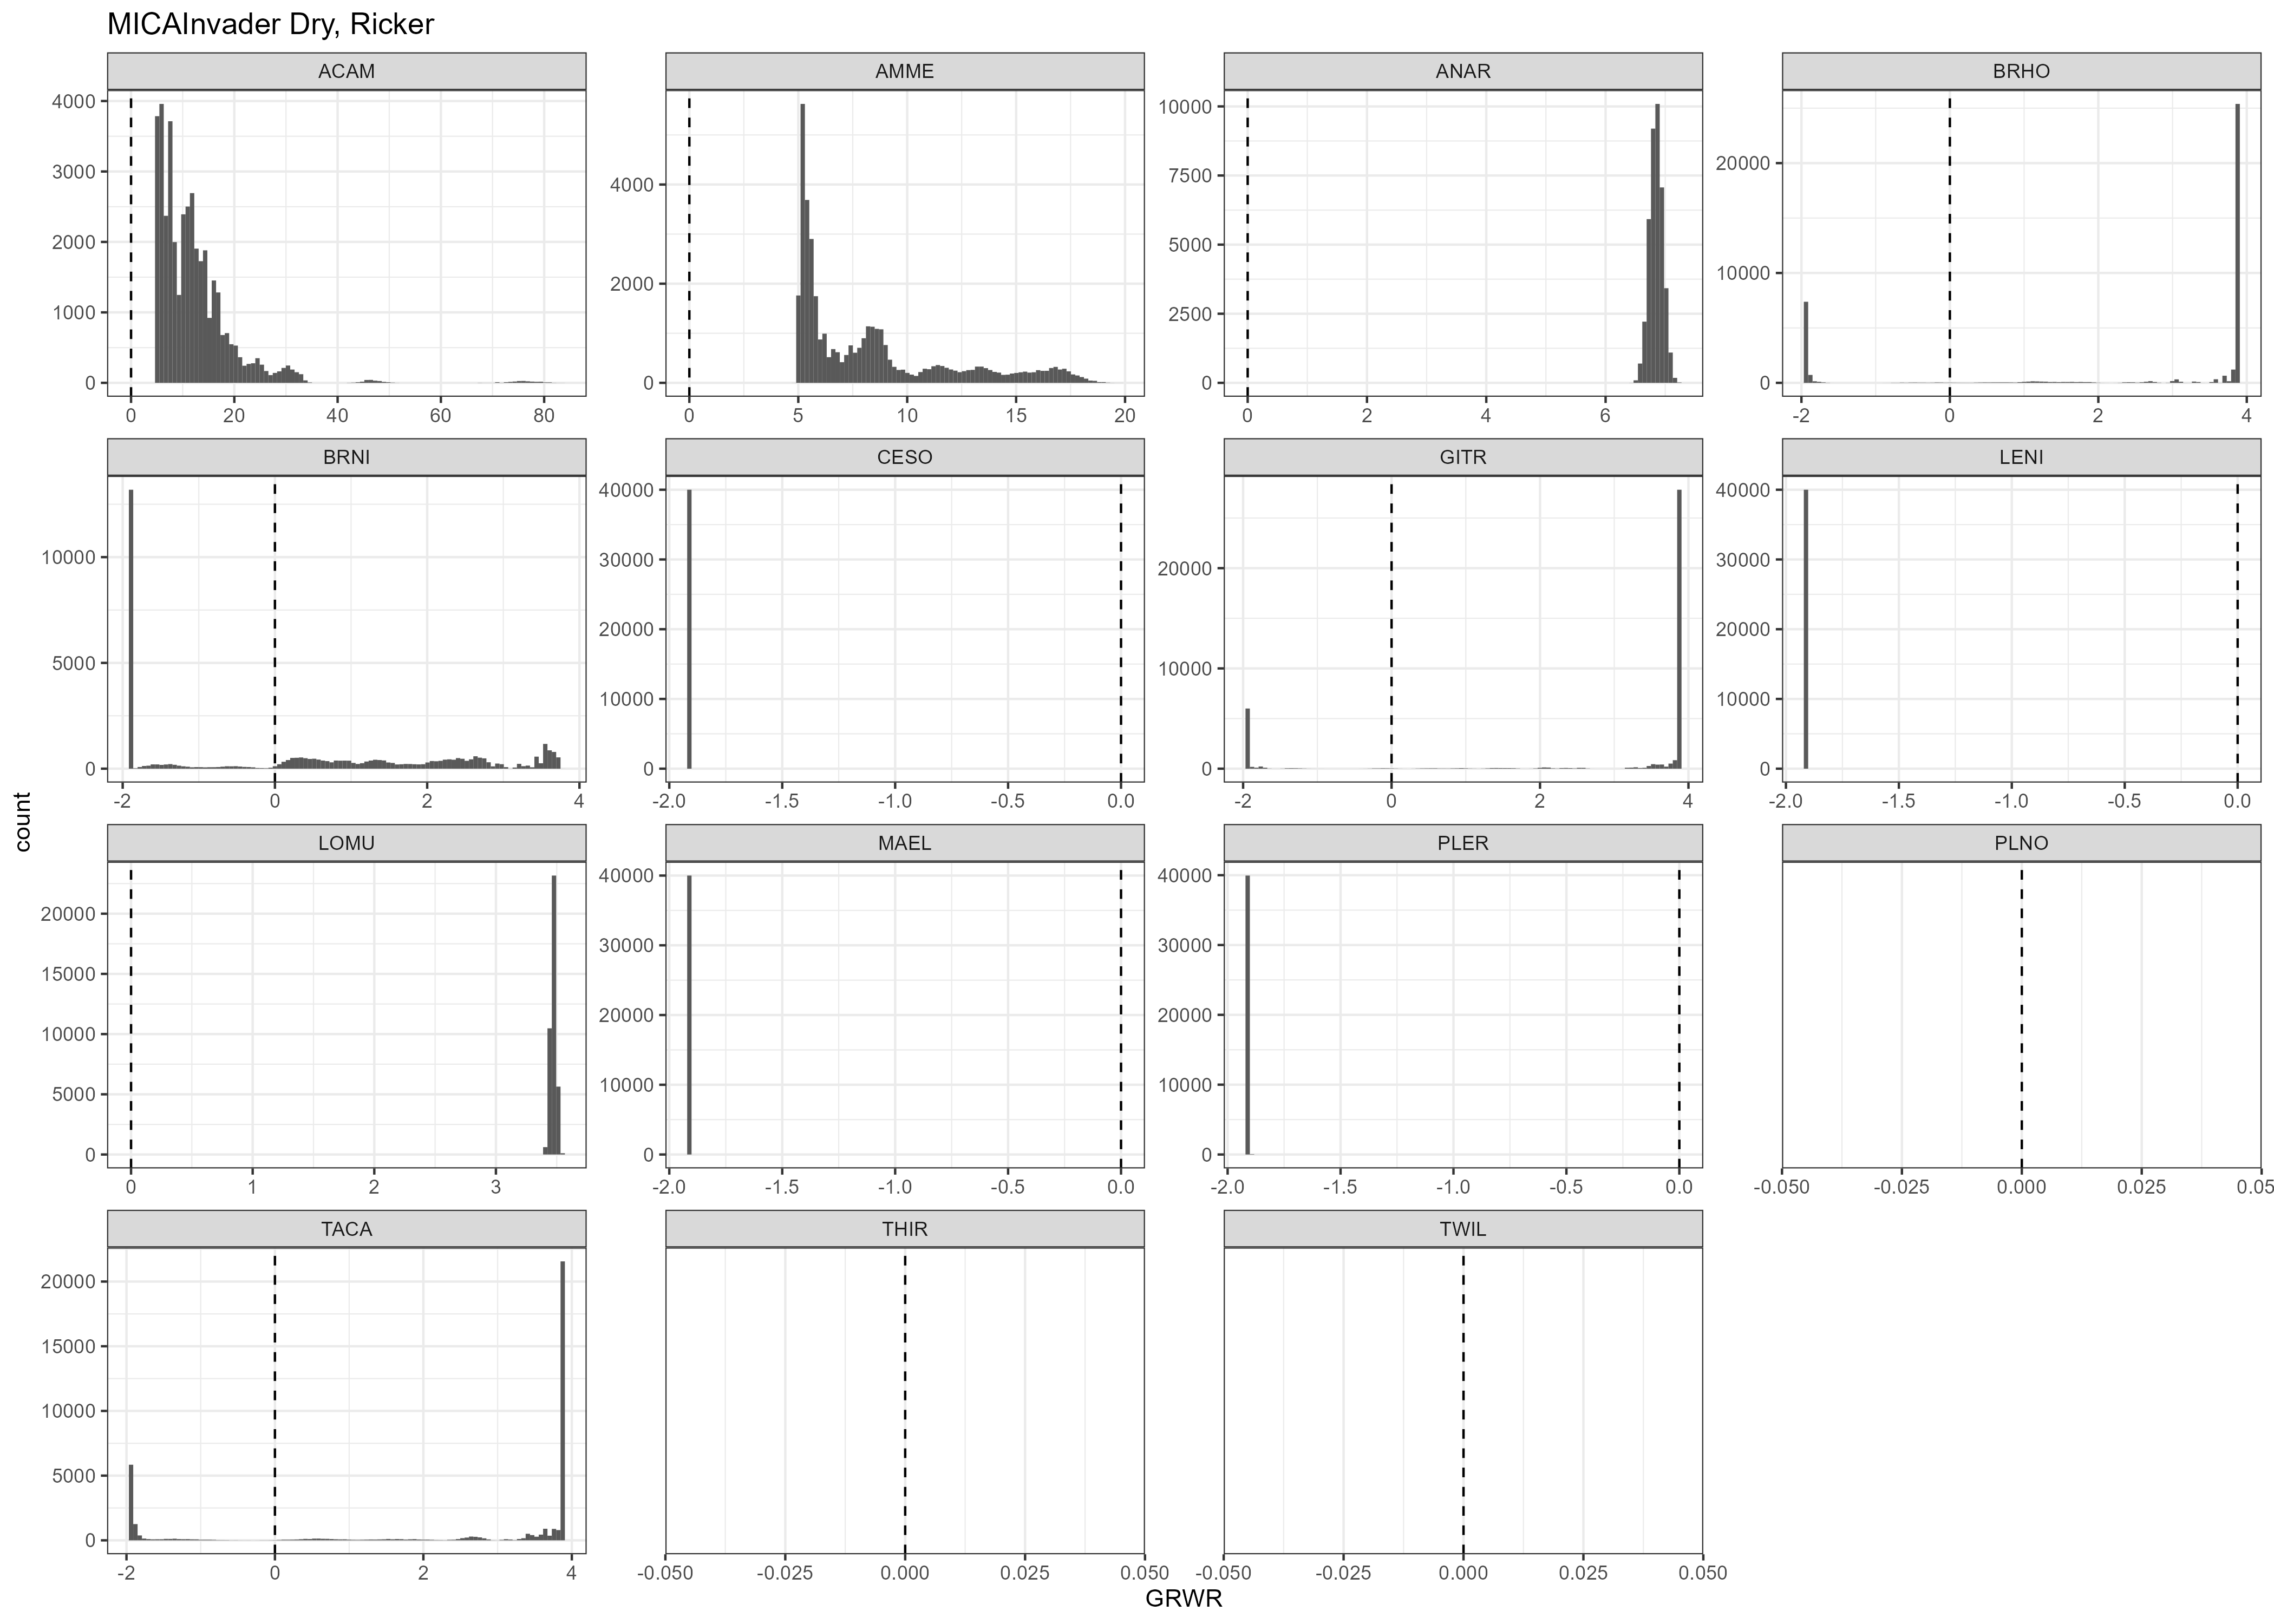 MICAInvader Dry, Ricker
ACAM AMME ANAR BRHO
4000 3000 2000 1000 0
4000 2000 0
10000 7500 5000 2500 0
20000 10000 0
0 20 40 60 80
0 5 10 15 20
0 2 4 6
-2 0 2 4
BRNI CESO GITR LENI
10000 5000 0
40000 30000 20000 10000 0
20000 10000 0
40000 30000 20000 10000 0
-2 0 2 4
-2.0 -1.5 -1.0 -0.5 0.0
-2 0 2 4
-2.0 -1.5 -1.0 -0.5 0.0
count
LOMU MAEL PLER PLNO
20000 15000 10000 5000 0
40000 30000 20000 10000 0
40000 30000 20000 10000 0
0 1 2 3
-2.0 -1.5 -1.0 -0.5 0.0
-2.0 -1.5 -1.0 -0.5 0.0
-0.050 -0.025 0.000 0.025 0.05
TACA THIR TWIL
20000 15000 10000 5000 0
-2 0 2 4
-0.050 -0.025 0.000 0.025 0.050
-0.050 -0.025 0.000 0.025 0.050
GRWR